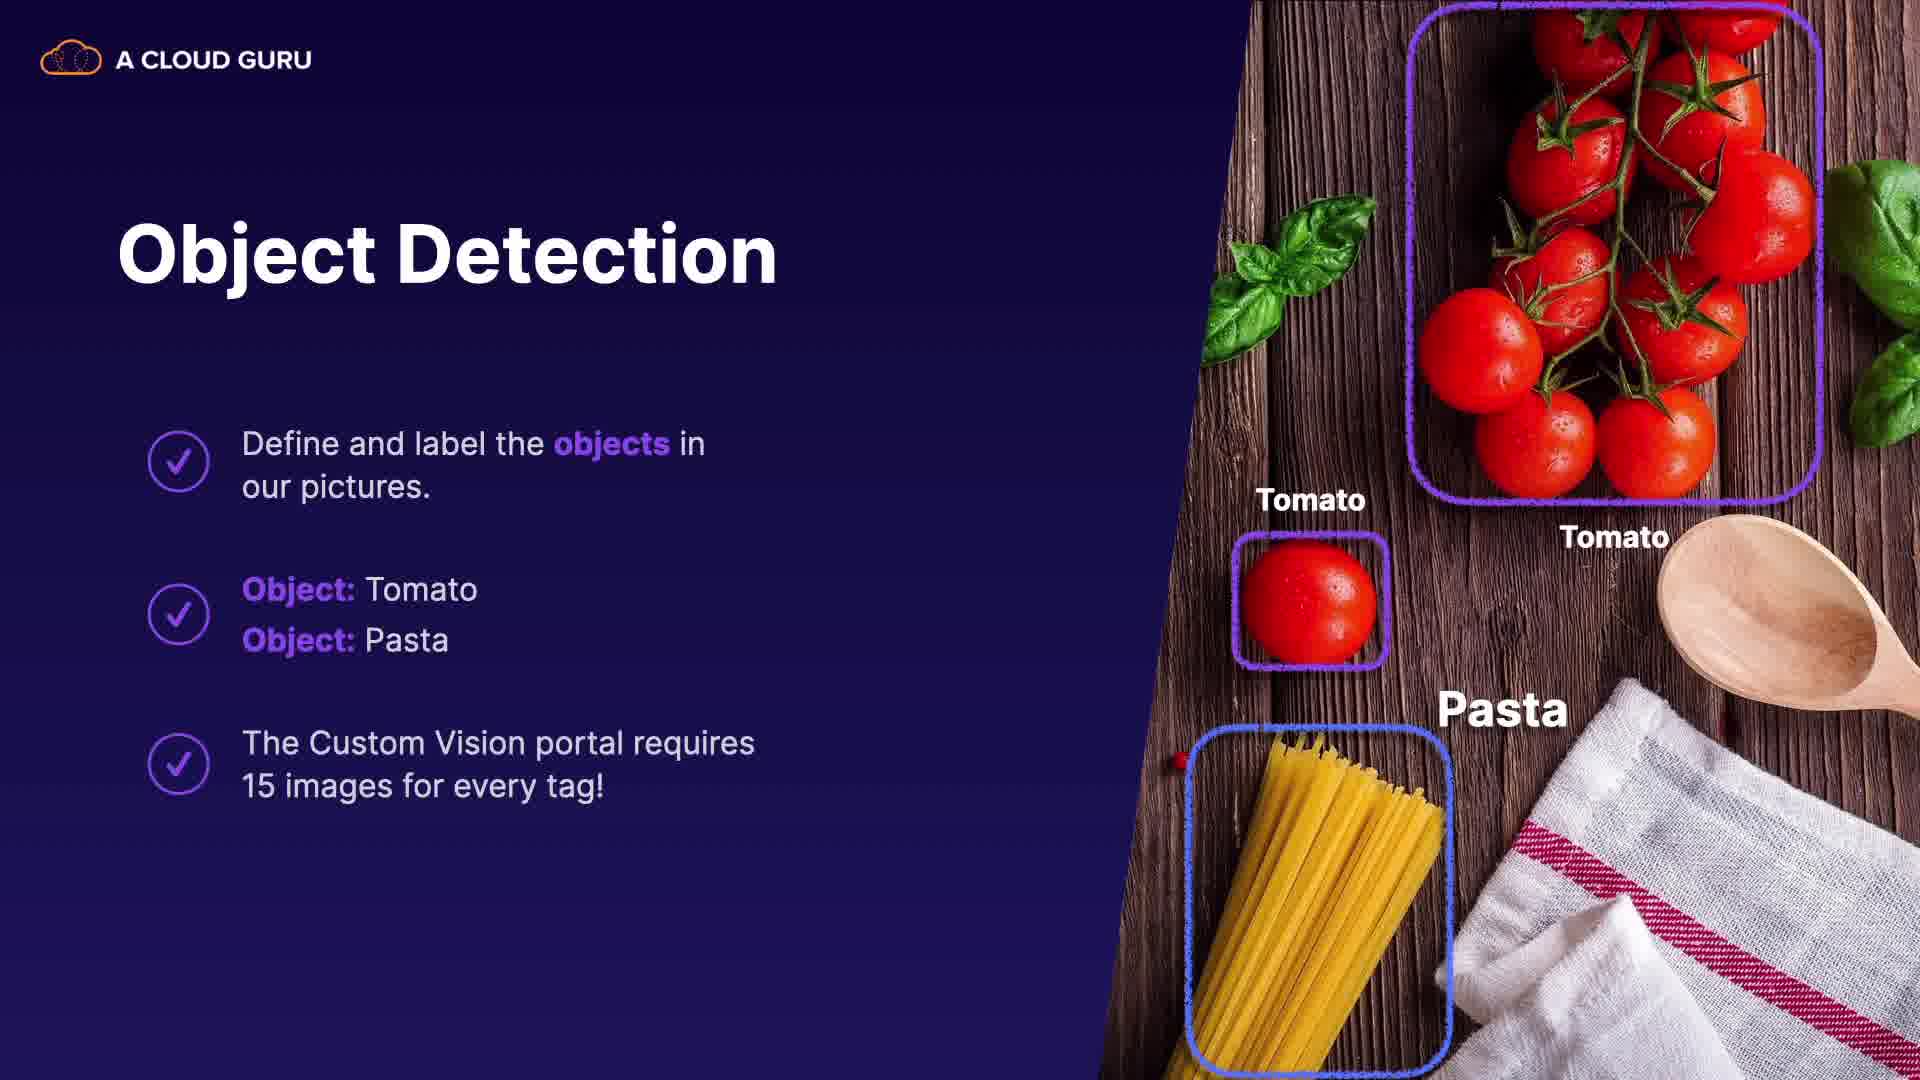 A CLOUD GURU
Object Detection
Define and label the objects in
our pictures.
Object: Tomato
Object: Pasta
The Custom Vision portal requires
15 images for every tag!
Tomato
Tomato
Pasta